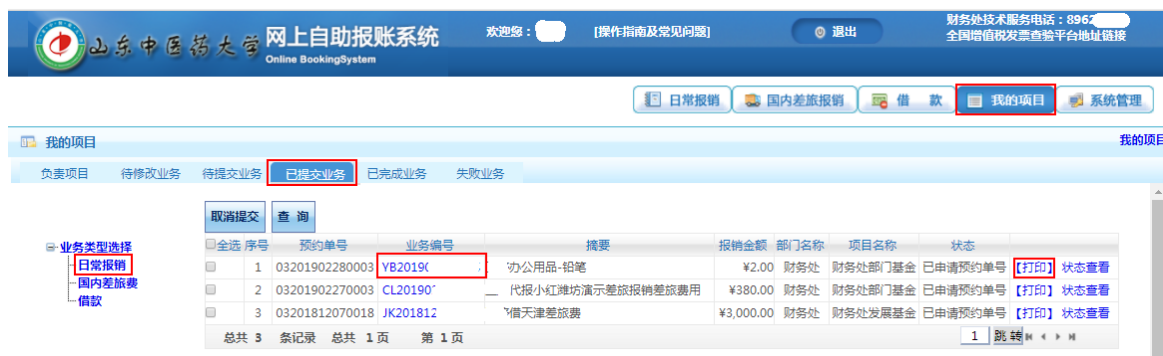 山东中医药大学 网上自助报账系统 欢迎您： [操作指南及常见问题] 退出 财务处技术服务电话：8962
Online BookingSystem 全国增值税发票查验平台地址链接
日常报销 国内差旅报销 借 款 我的项目 系统管理
我的项目 我的项目
负责项目 待修改业务 待提交业务 已提交业务 已完成业务 失败业务
取消提交 查 询
业务类型选择
日常报销
国内差旅费
借款
全选 序号 预约单号 业务编号 摘要 报销金额 部门名称 项目名称 状态
1 03201902280003 YB2019 办公用品-铅笔 ¥2.00 财务处 财务处部门基金 已申请预约单号 【打印】 状态查看
2 03201902270003 CL20190 代报小红潍坊演示差旅报销差旅费用 ¥380.00 财务处 财务处部门基金 已申请预约单号 【打印】 状态查看
3 03201812070018 JK201812 借天津差旅费 ¥3,000.00 财务处 财务处发展基金 已申请预约单号 【打印】 状态查看
总共 3 条记录 总共 1 页 第 1 页 1 跳 转